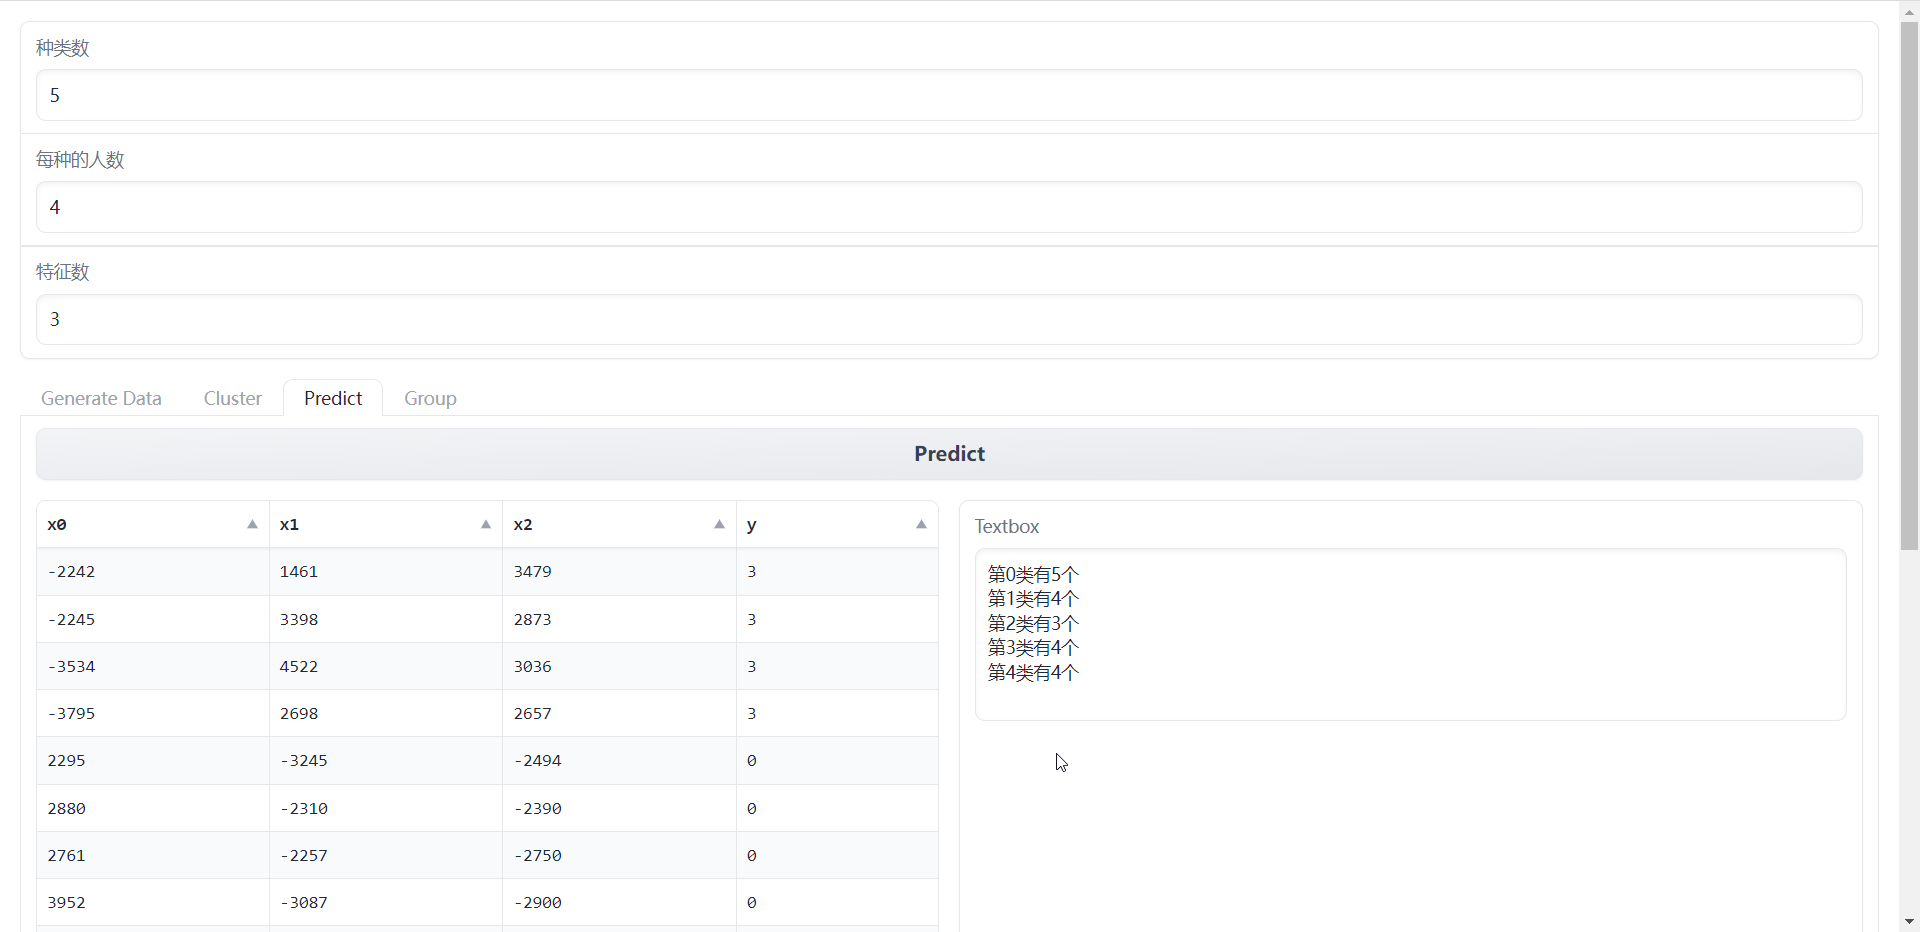 种类数
5
每种的人数
4
特征数
3
Generate Data Cluster Predict Group
Predict
x0 x1 x2 y
-2242 1461 3479 3
-2245 3398 2873 3
-3534 4522 3036 3
-3795 2698 2657 3
2295 -3245 -2494 0
2880 -2310 -2390 0
2761 -2257 -2750 0
3952 -3087 -2900 0
Textbox
第0类有5个
第1类有4个
第2类有3个
第3类有4个
第4类有4个